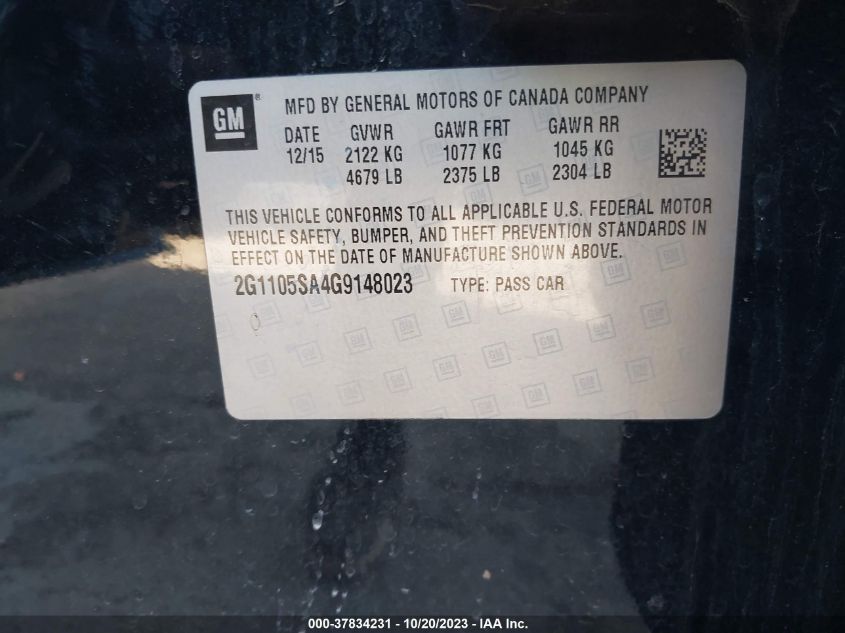 GM ® MFD BY GENERAL MOTORS OF CANADA COMPANY
DATE GVWR GAWR FRT GAWR RR
12/15 2122 KG 1077 KG 1045 KG
4679 LB 2375 LB 2304 LB
THIS VEHICLE CONFORMS TO ALL APPLICABLE U.S. FEDERAL MOTOR
VEHICLE SAFETY, BUMPER, AND THEFT PREVENTION STANDARDS IN
EFFECT ON THE DATE OF MANUFACTURE SHOWN ABOVE.
2G1105SA4G9148023 TYPE: PASS CAR
000-37834231 - 10/20/2023 - IAA Inc.